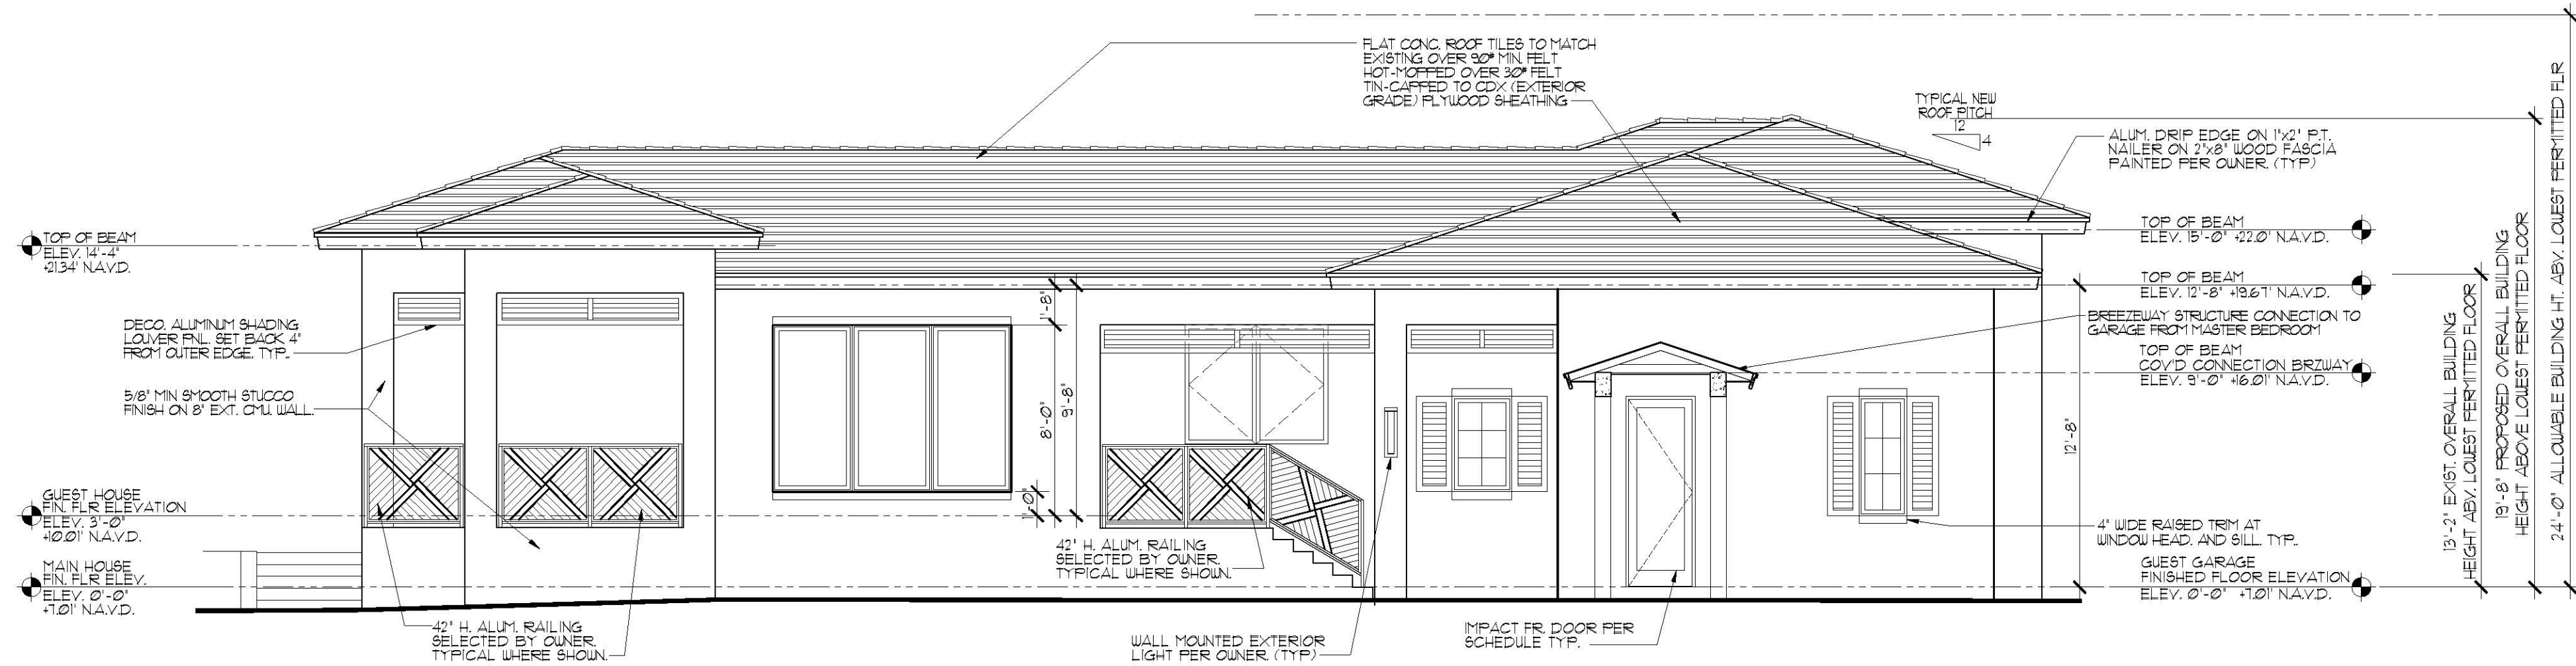 FLAT CONC. ROOF TILES TO MATCH
EXISTING OVER 90# MIN. FELT
HOT-MOPPED OVER 30# FELT
TIN-CAPPED TO CDX (EXTERIOR
GRADE) PLYWOOD SHEATHING
TYPICAL NEW
ROOF PITCH
12
4
ALUM. DRIP EDGE ON 1"x2" P.T.
NAILER ON 2"x8" WOOD FASCIA
PAINTED PER OWNER. (TYP)
TOP OF BEAM
ELEV. 14'-4"
+21.34' N.A.V.D.
DECO. ALUMINUM SHADING
LOUVER PNL. SET BACK 4"
FROM OUTER EDGE. TYP..
5/8" MIN SMOOTH STUCCO
FINISH ON 8" EXT. CMU. WALL.
GUEST HOUSE
FIN. FLR ELEVATION
ELEV. 3'-0"
+10.01' N.A.V.D.
MAIN HOUSE
FIN. FLR ELEV.
ELEV. 0'-0"
+7.01' N.A.V.D.
42" H. ALUM. RAILING
SELECTED BY OWNER.
TYPICAL WHERE SHOWN.
1'-8"
8'-0"
9'-8"
1'-0"
42" H. ALUM. RAILING
SELECTED BY OWNER.
TYPICAL WHERE SHOWN.
WALL MOUNTED EXTERIOR
LIGHT PER OWNER. (TYP)
IMPACT FR. DOOR PER
SCHEDULE TYP.
12'-8"
TOP OF BEAM
ELEV. 15'-0" +22.0' N.A.V.D.
TOP OF BEAM
ELEV. 12'-8" +19.67' N.A.V.D.
BREEZEWAY STRUCTURE CONNECTION TO
GARAGE FROM MASTER BEDROOM
TOP OF BEAM
COV'D CONNECTION BRZWAY
ELEV. 9'-0" +16.01' N.A.V.D.
4" WIDE RAISED TRIM AT
WINDOW HEAD. AND SILL. TYP..
GUEST GARAGE
FINISHED FLOOR ELEVATION
ELEV. 0'-0" +7.01' N.A.V.D.
13'-2" EXIST. OVERALL BUILDING
HEIGHT ABV. LOWEST PERMITTED FLOOR
19'-8" PROPOSED OVERALL BUILDING
HEIGHT ABOVE LOWEST PERMITTED FLOOR
24'-0" ALLOWABLE BUILDING HT. ABV. LOWEST PERMITTED FLR